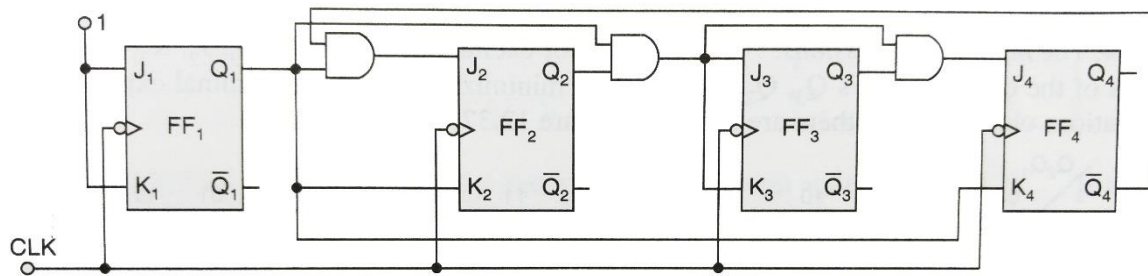 1
J1 Q1 J2 Q2 J3 Q3 J4 Q4
FF1 FF2 FF3 FF4
K1 Q̅1 K2 Q̅2 K3 Q̅3 K4 Q̅4
CLK